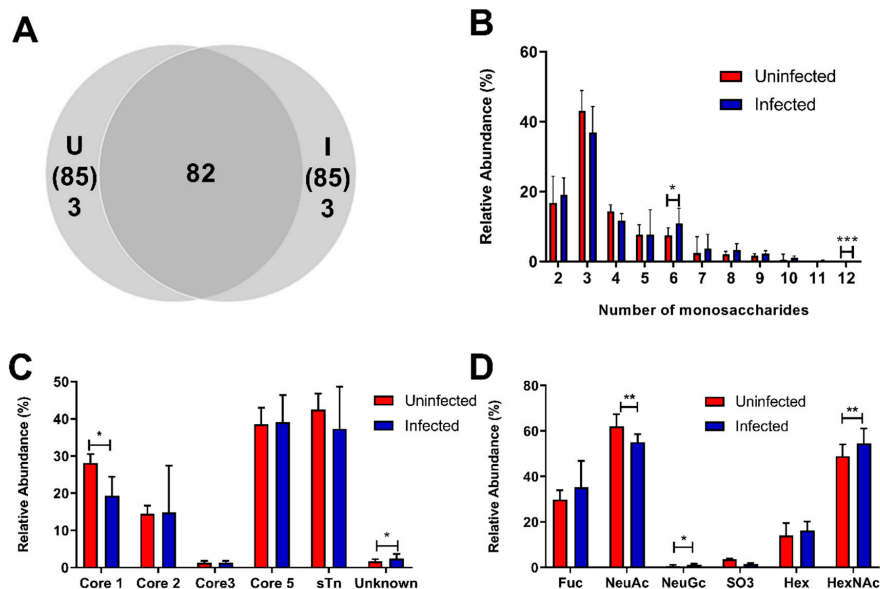 A
U
(85)
3
82
I
(85)
3
B
Relative Abundance (%)
60
40
20
0
Uninfected
Infected
*
***
2 3 4 5 6 7 8 9 10 11 12
Number of monosaccharides
C
Relative Abundance (%)
50
40
30
20
10
0
Uninfected
Infected
*
*
Core 1 Core 2 Core3 Core 5 sTn Unknown
D
Relative Abundance (%)
80
60
40
20
0
Uninfected
Infected
**
*
**
Fuc NeuAc NeuGc SO3 Hex HexNAc